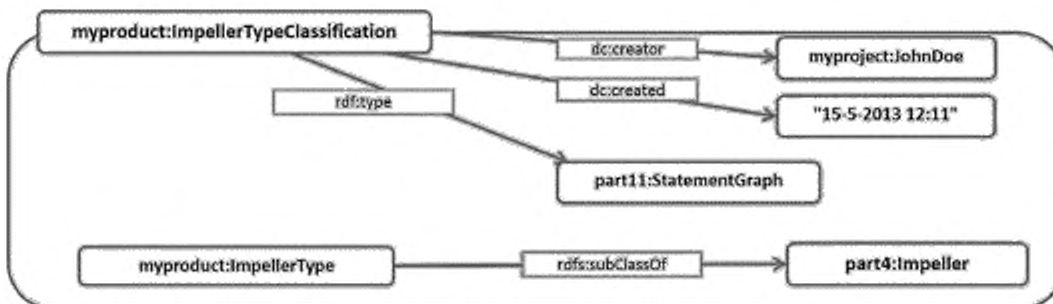 myproduct:ImpellerTypeClassification
dc:creator
myproject:JohnDoe
dc:created
rdf:type
"15-5-2013 12:11"
part11:StatementGraph
myproduct:ImpellerType
rdfs:subClassOf
part4:Impeller